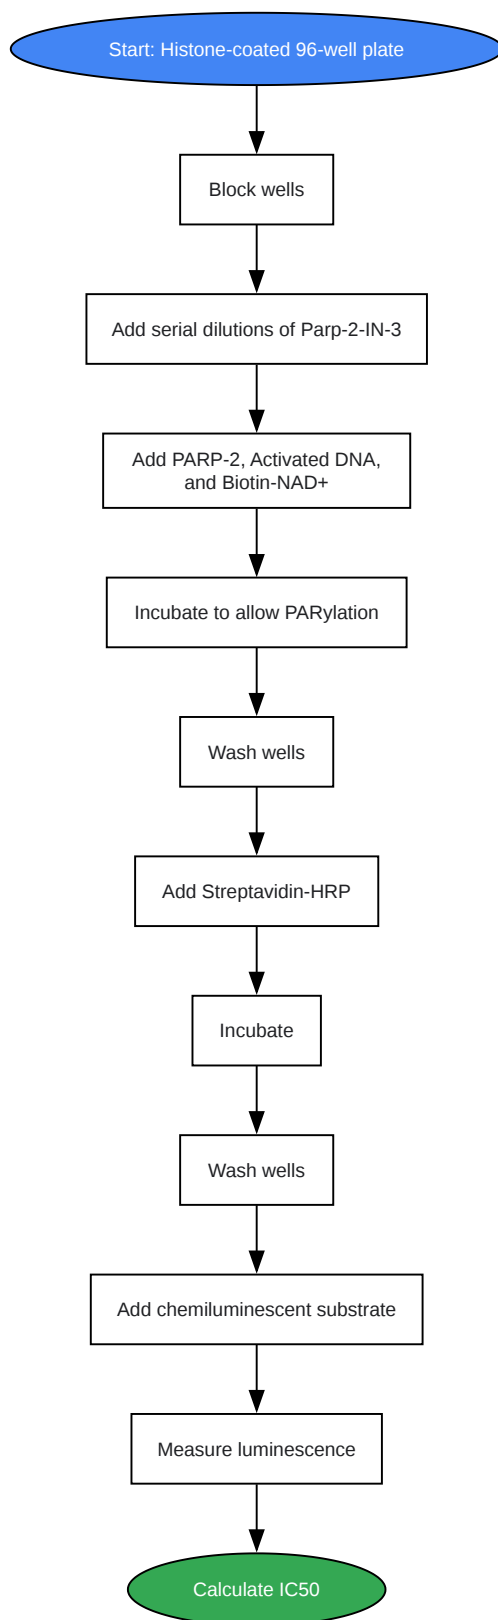 Start: Histone-coated 96-well plate
Block wells
Add serial dilutions of Parp-2-IN-3
Add PARP-2, Activated DNA,
and Biotin-NAD+
Incubate to allow PARylation
Wash wells
Add Streptavidin-HRP
Incubate
Wash wells
Add chemiluminescent substrate
Measure luminescence
Calculate IC50